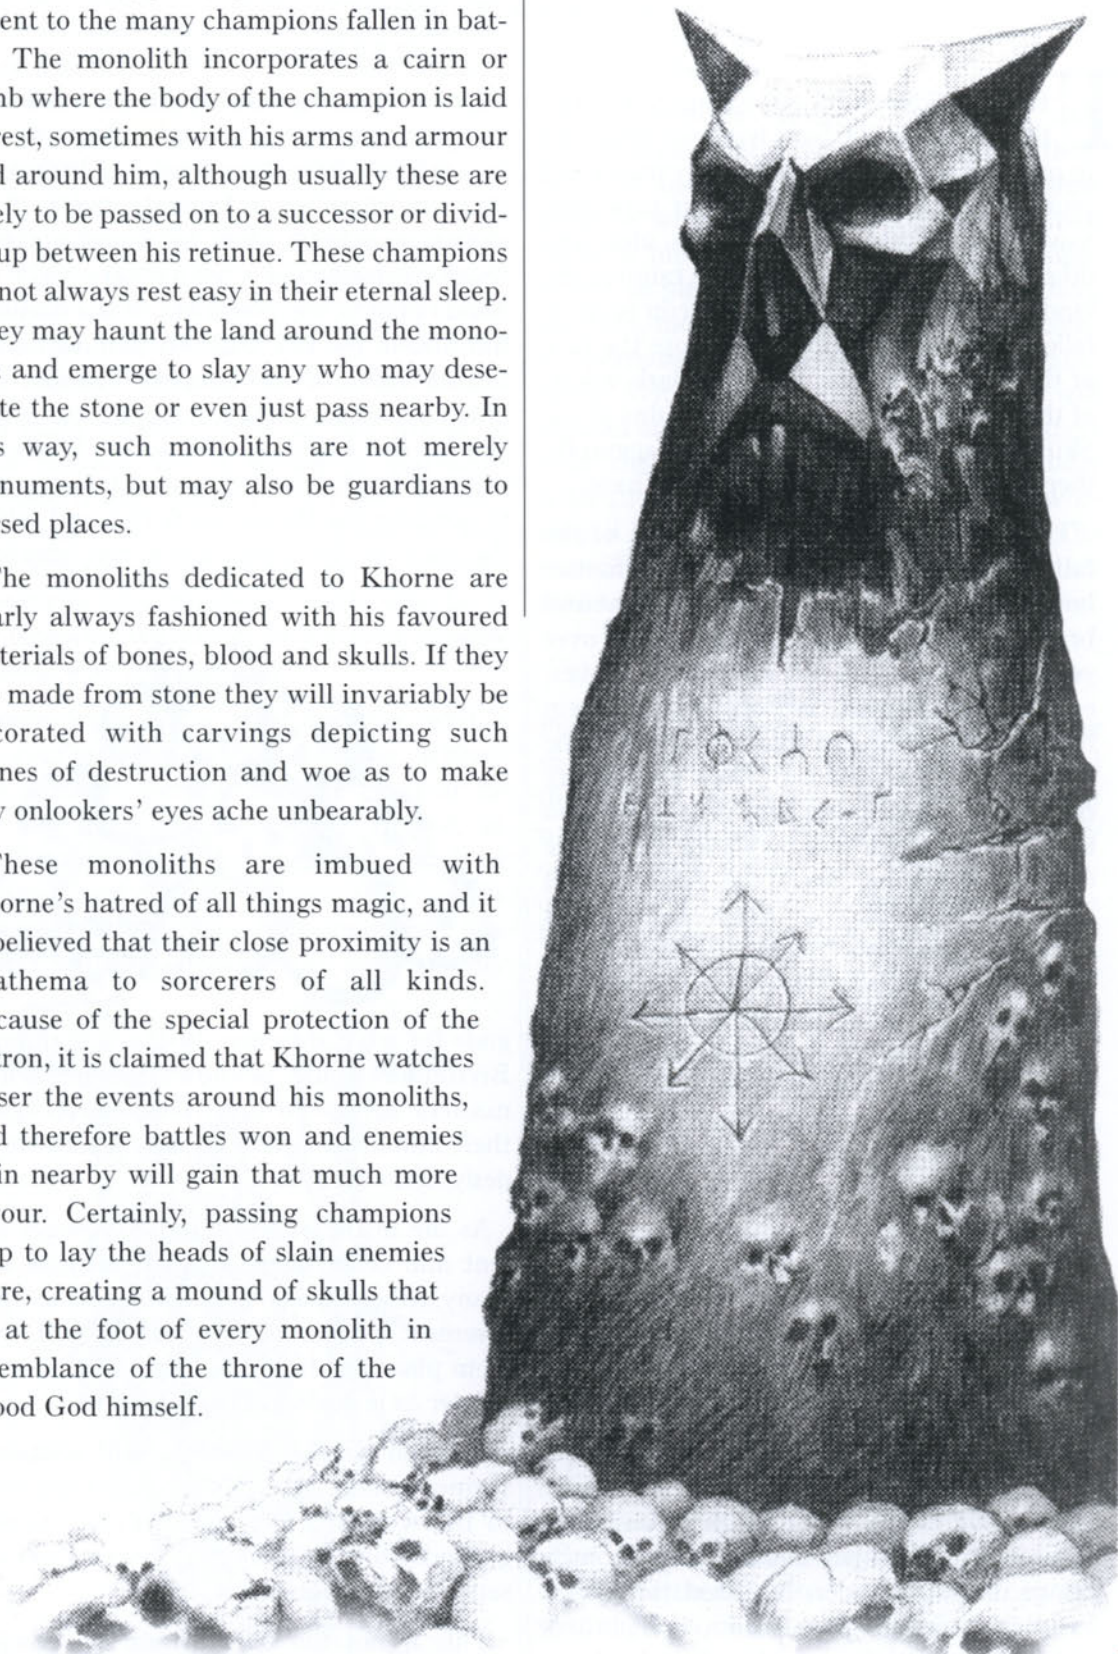 ent to the many champions fallen in bat-
The monolith incorporates a cairn or
mb where the body of the champion is laid
rest, sometimes with his arms and armour
d around him, although usually these are
ely to be passed on to a successor or divid-
up between his retinue. These champions
not always rest easy in their eternal sleep.
ey may haunt the land around the mono-
and emerge to slay any who may dese-
te the stone or even just pass nearby. In
s way, such monoliths are not merely
numents, but may also be guardians to
sed places.
he monoliths dedicated to Khorne are
arly always fashioned with his favoured
terials of bones, blood and skulls. If they
made from stone they will invariably be
corated with carvings depicting such
nes of destruction and woe as to make
y onlookers' eyes ache unbearably.
hese monoliths are imbued with
orne's hatred of all things magic, and it
believed that their close proximity is an
athema to sorcerers of all kinds.
cause of the special protection of the
tron, it is claimed that Khorne watches
ser the events around his monoliths,
d therefore battles won and enemies
in nearby will gain that much more
our. Certainly, passing champions
p to lay the heads of slain enemies
re, creating a mound of skulls that
at the foot of every monolith in
semblance of the throne of the
ood God himself.